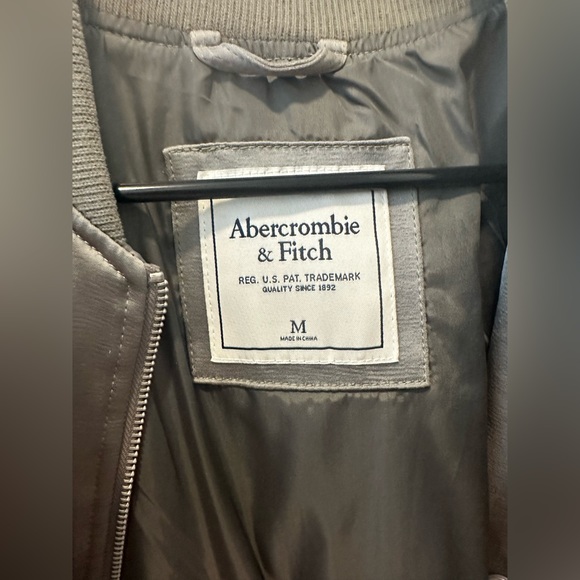 Abercrombie
& Fitch
REG. U.S. PAT. TRADEMARK
QUALITY SINCE 1892
M
MADE IN CHINA